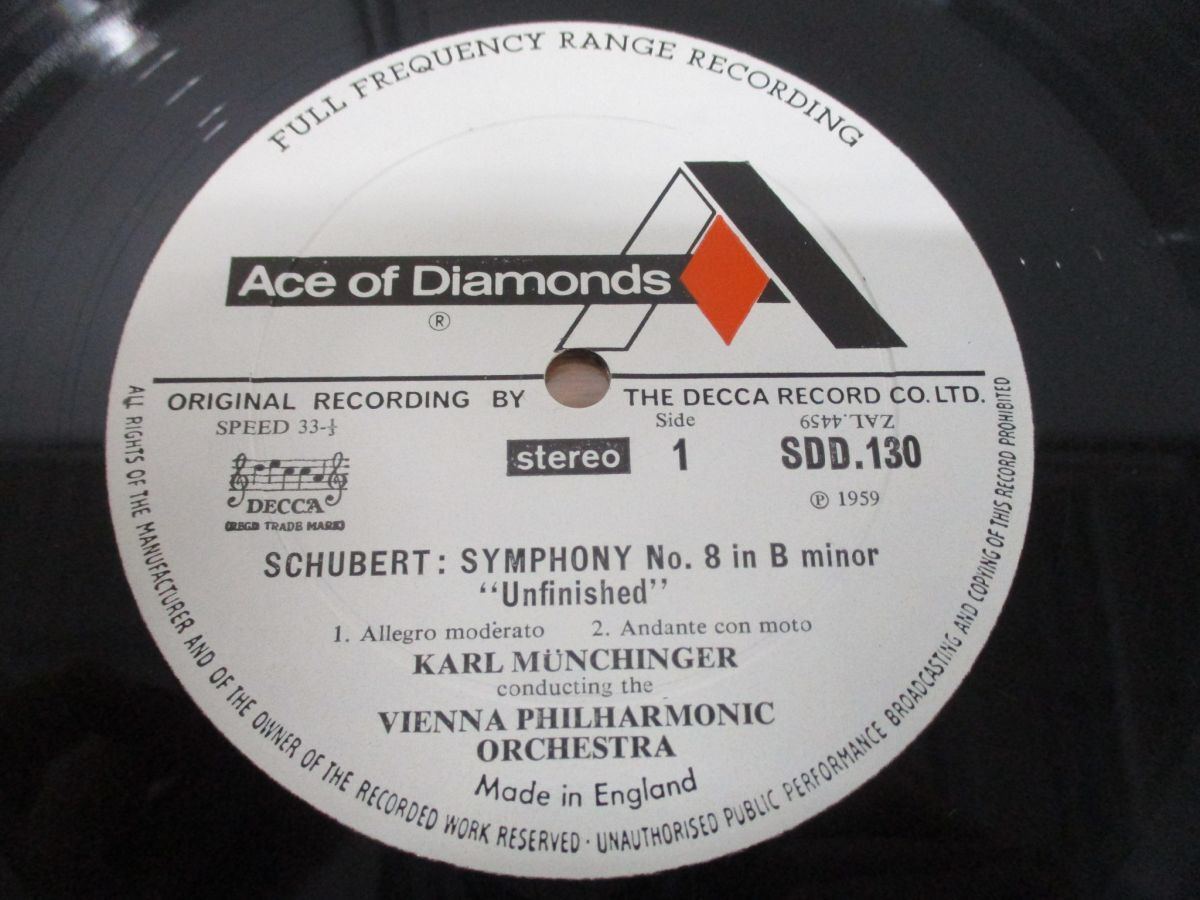 FULL FREQUENCY RANGE RECORDING
Ace of Diamonds
®
ORIGINAL RECORDING BY THE DECCA RECORD CO. LTD.
SPEED 33-⅓
stereo
Side
1
ZAL.4459
SDD.130
℗ 1959
DECCA
(REGD TRADE MARK)
SCHUBERT: SYMPHONY No. 8 in B minor
“Unfinished”
1. Allegro moderato 2. Andante con moto
KARL MÜNCHINGER
conducting the
VIENNA PHILHARMONIC
ORCHESTRA
Made in England
ALL RIGHTS OF THE MANUFACTURER AND OF THE OWNER OF THE RECORDED WORK RESERVED · UNAUTHORISED PUBLIC PERFORMANCE BROADCASTING AND COPYING OF THIS RECORD PROHIBITED